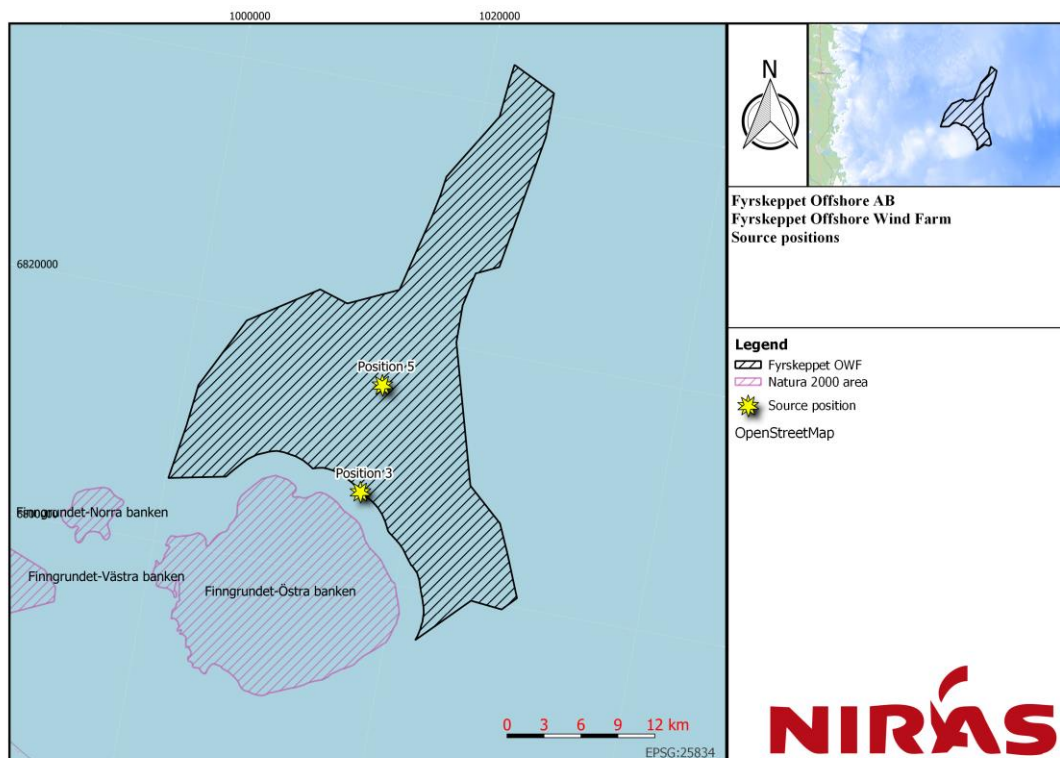 1000000
1020000
6820000
Position 5
Position 3
Finngrundet-Norra banken
Finngrundet-Västra banken
Finngrundet-Östra banken
0 3 6 9 12 km
EPSG:25834
N
Fyrskeppet Offshore AB
Fyrskeppet Offshore Wind Farm
Source positions
Legend
Fyrskeppet OWF
Natura 2000 area
Source position
OpenStreetMap
NIRAS